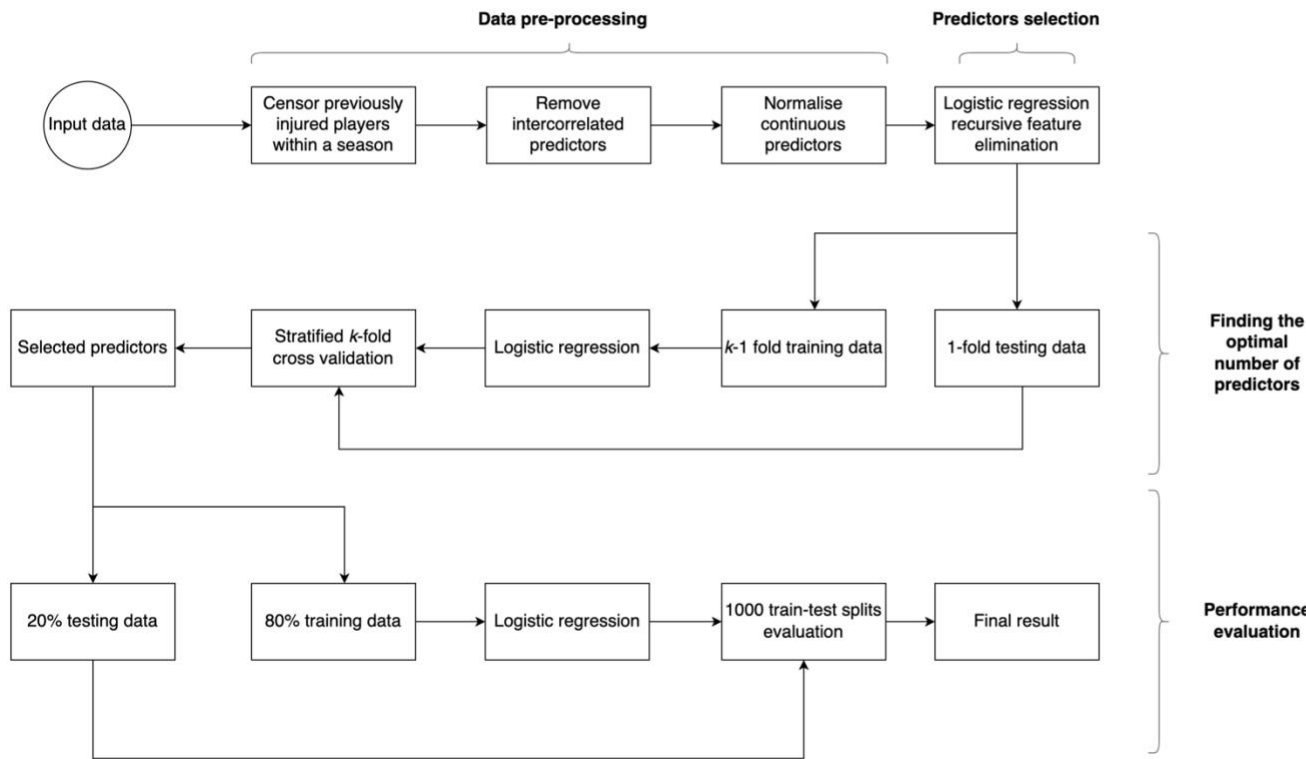 Data pre-processing
Predictors selection
Input data
Censor previously
injured players
within a season
Remove
intercorrelated
predictors
Normalise
continuous
predictors
Logistic regression
recursive feature
elimination
Selected predictors
Stratified k-fold
cross validation
Logistic regression
k-1 fold training data
1-fold testing data
Finding the
optimal
number of
predictors
20% testing data
80% training data
Logistic regression
1000 train-test splits
evaluation
Final result
Performance
evaluation